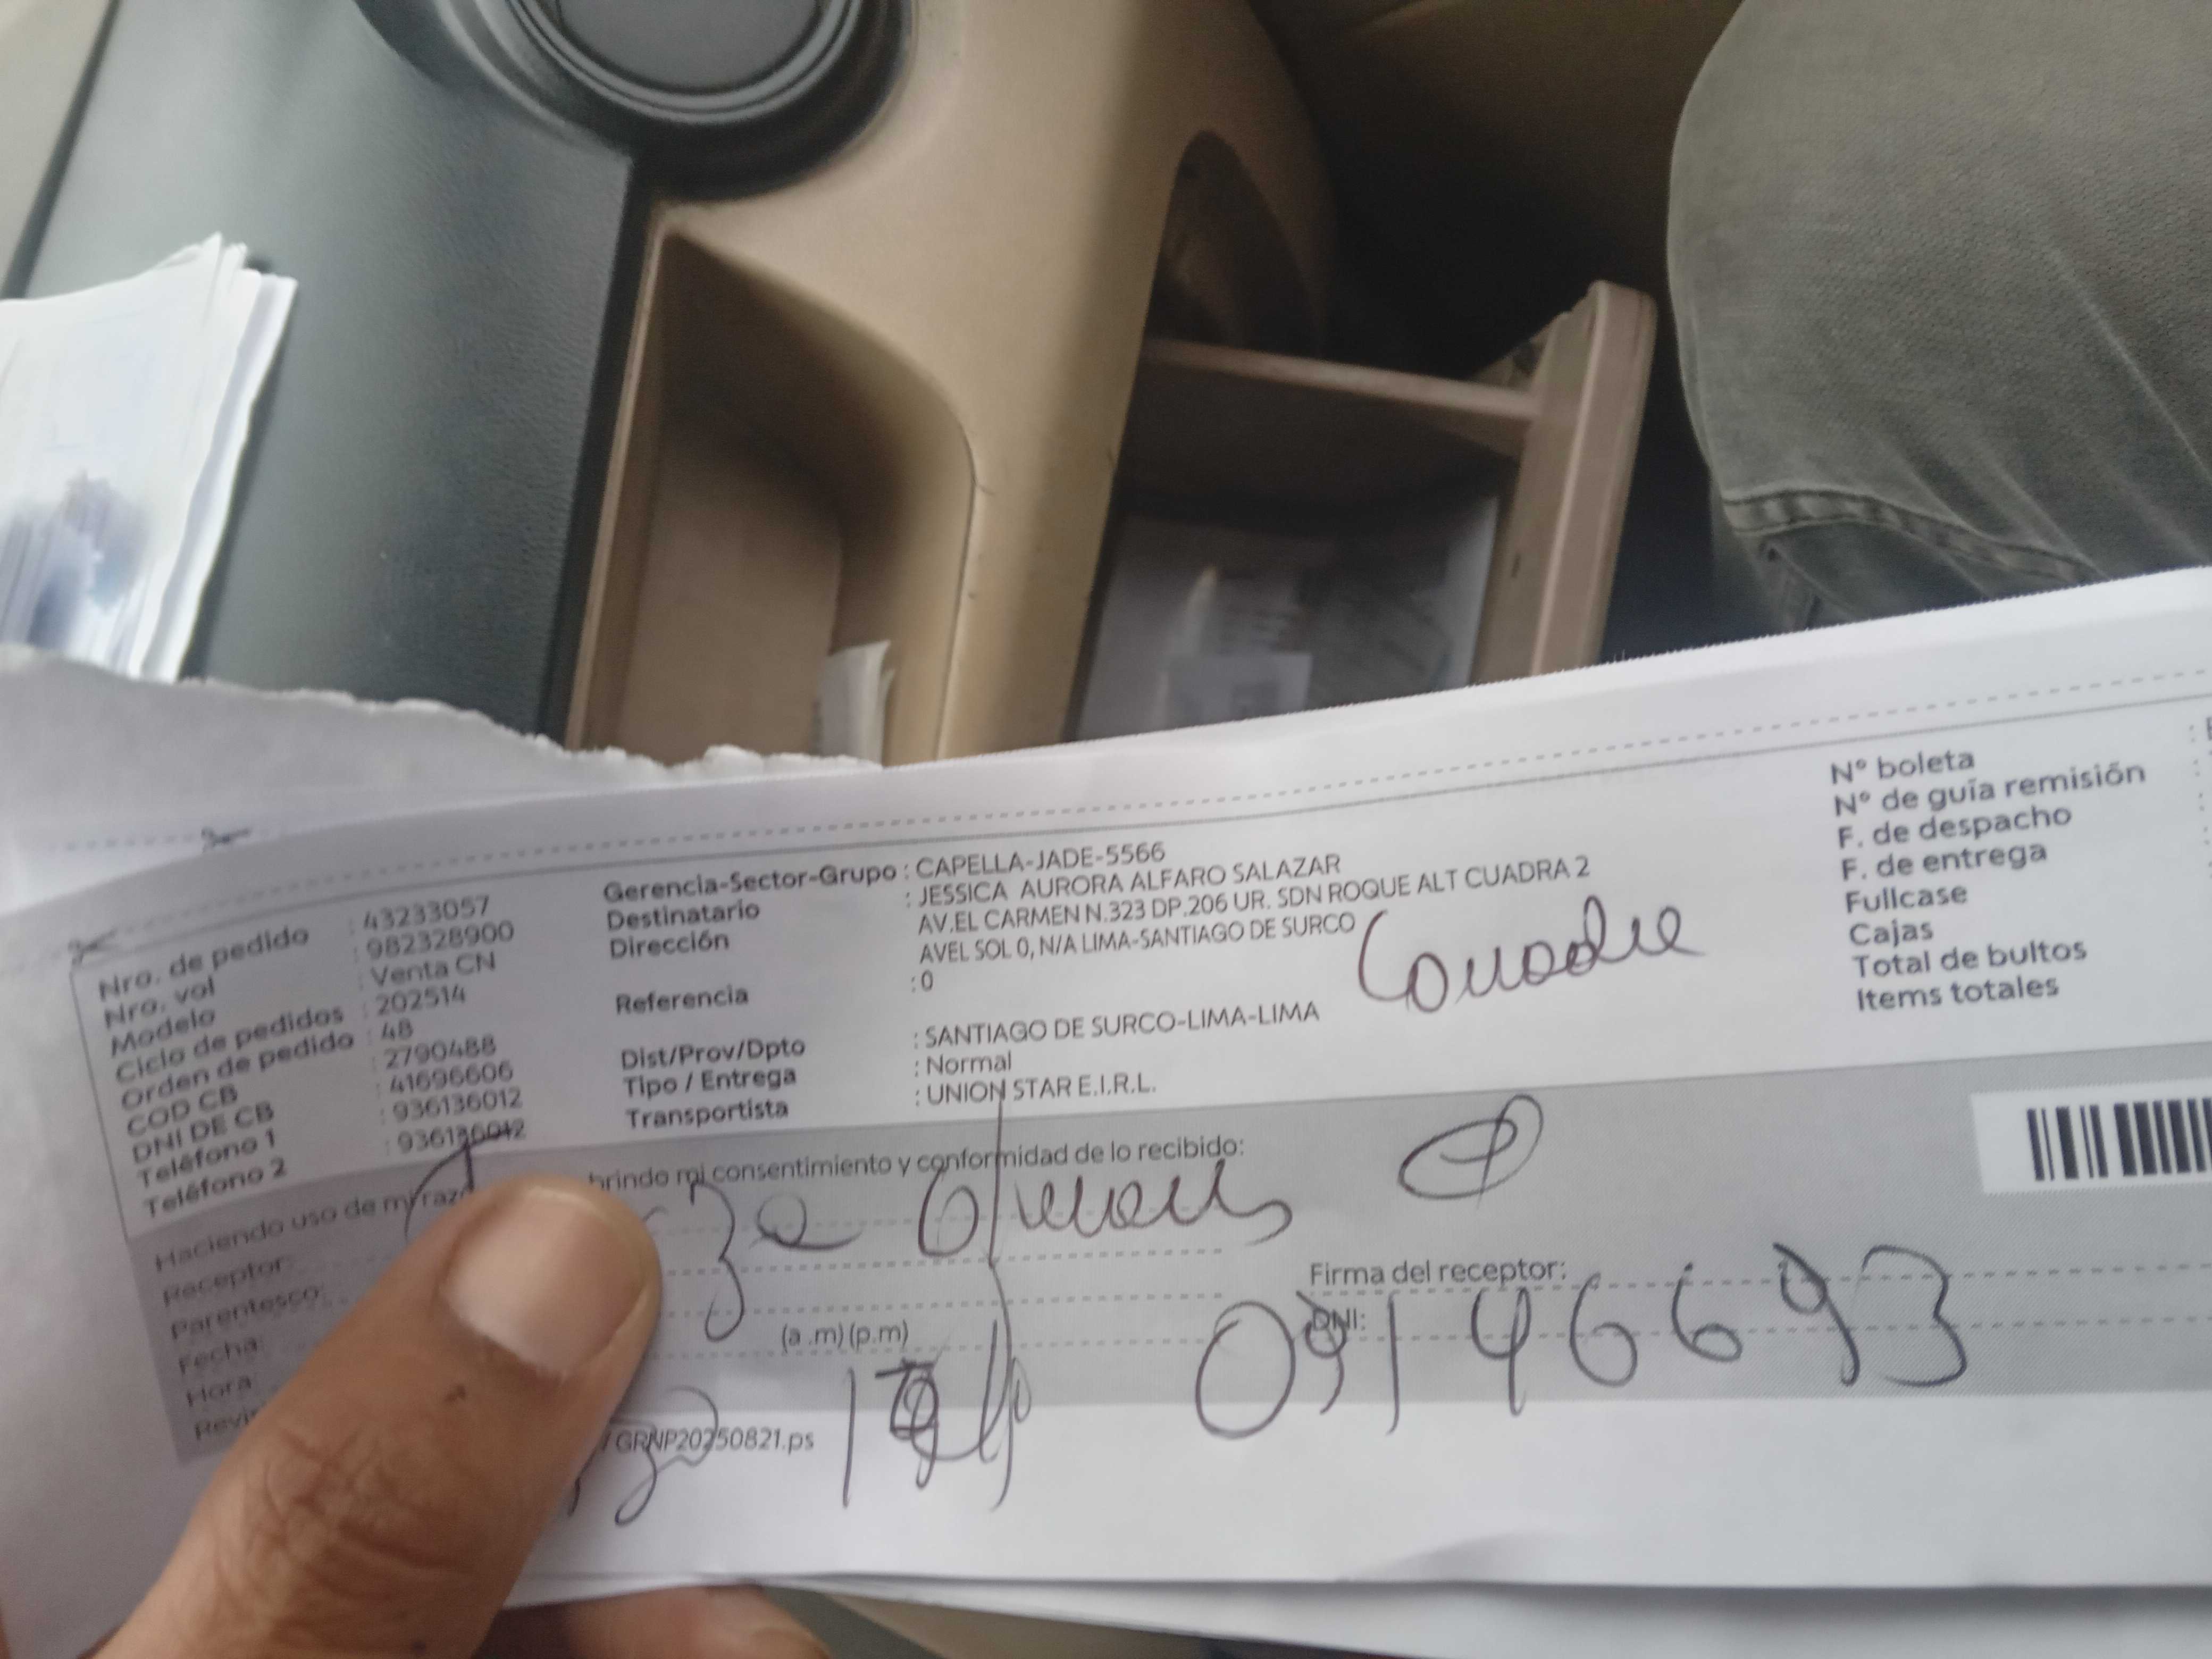 Nro. de pedido : 43233057
Nro. vol : 982328900
Modelo : Venta CN
Ciclo de pedidos : 202514
Orden de pedido : 48
COD CB : 2790488
DNI DE CB : 41696606
Teléfono 1 : 936136012
Teléfono 2 : 936136012
Gerencia-Sector-Grupo : CAPELLA-JADE-5566
Destinatario : JESSICA AURORA ALFARO SALAZAR
Dirección AV.EL CARMEN N.323 DP.206 UR. SDN ROQUE ALT CUADRA 2
AVEL SOL 0, N/A LIMA-SANTIAGO DE SURCO
Referencia : 0
Dist/Prov/Dpto : SANTIAGO DE SURCO-LIMA-LIMA
Tipo / Entrega : Normal
Transportista : UNION STAR E.I.R.L.
N° boleta
N° de guía remisión
F. de despacho
F. de entrega
Fullcase
Cajas
Total de bultos
Items totales
Haciendo uso de mi brindo mi consentimiento y conformidad de lo recibido:
Receptor:
Parentesco:
Fecha:
Hora: (a .m) (p.m)
Firma del receptor:
DNI: 09146693
GRNP20250821.ps